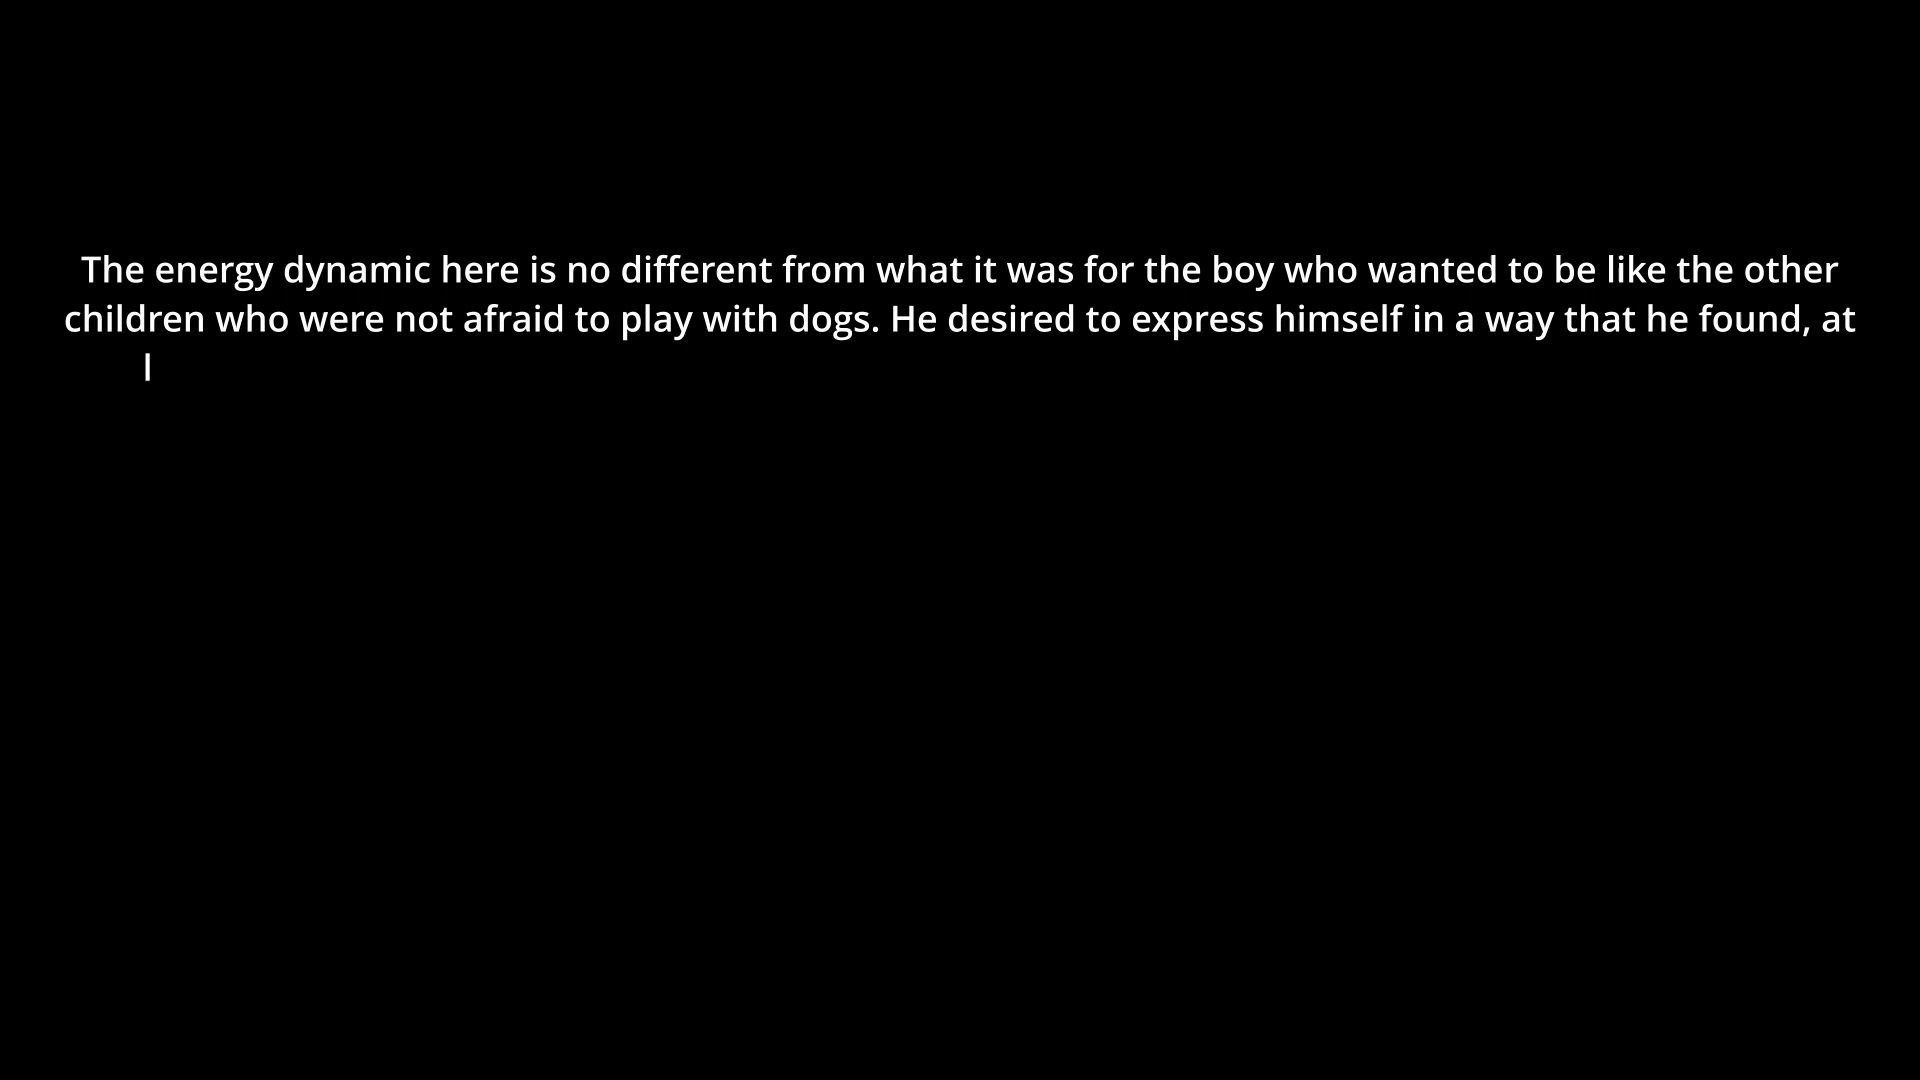 The energy dynamic here is no different from what it was for the boy who wanted to be like the other
children who were not afraid to play with dogs. He desired to express himself in a way that he found, at
l